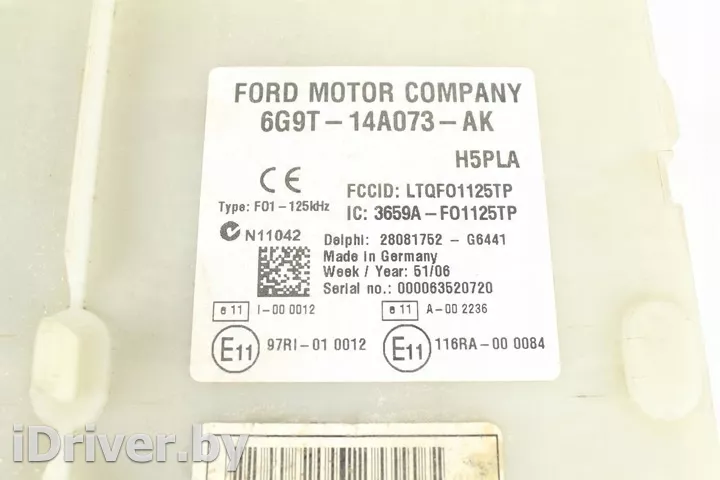 FORD MOTOR COMPANY
6G9T-14A073-AK
H5PLA
CE
FCCID: LTQFO1125TP
Type: FO1-125kHz
IC: 3659A-FO1125TP
N11042
Delphi: 28081752 - G6441
Made in Germany
Week / Year: 51/06
Serial no.: 000063520720
e 11 I-00 0012
e 11 A-00 2236
E11 97RI-01 0012
E11 116RA-00 0084
iDriver.by